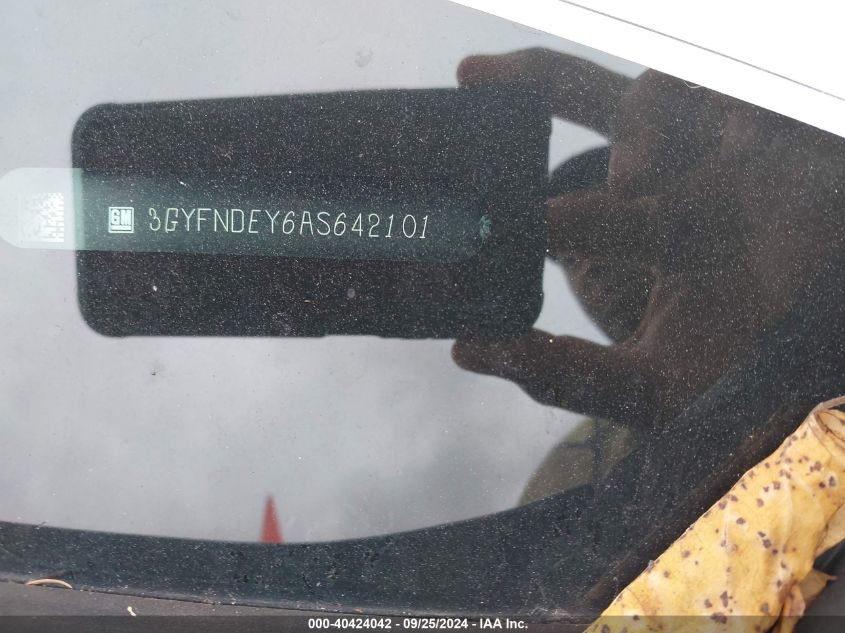 GM 3GYFNDEY6AS642101
000-40424042 - 09/25/2024 - IAA Inc.